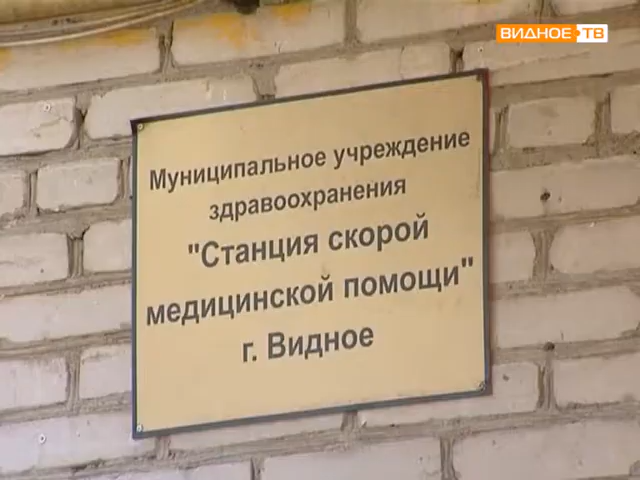 ВИДНОЕ ТВ
Муниципальное учреждение
здравоохранения
"Станция скорой
медицинской помощи"
г. Видное